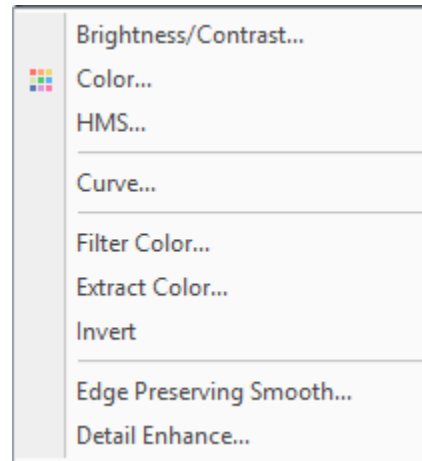 Brightness/Contrast...
Color...
HMS...
Curve...
Filter Color...
Extract Color...
Invert
Edge Preserving Smooth...
Detail Enhance...